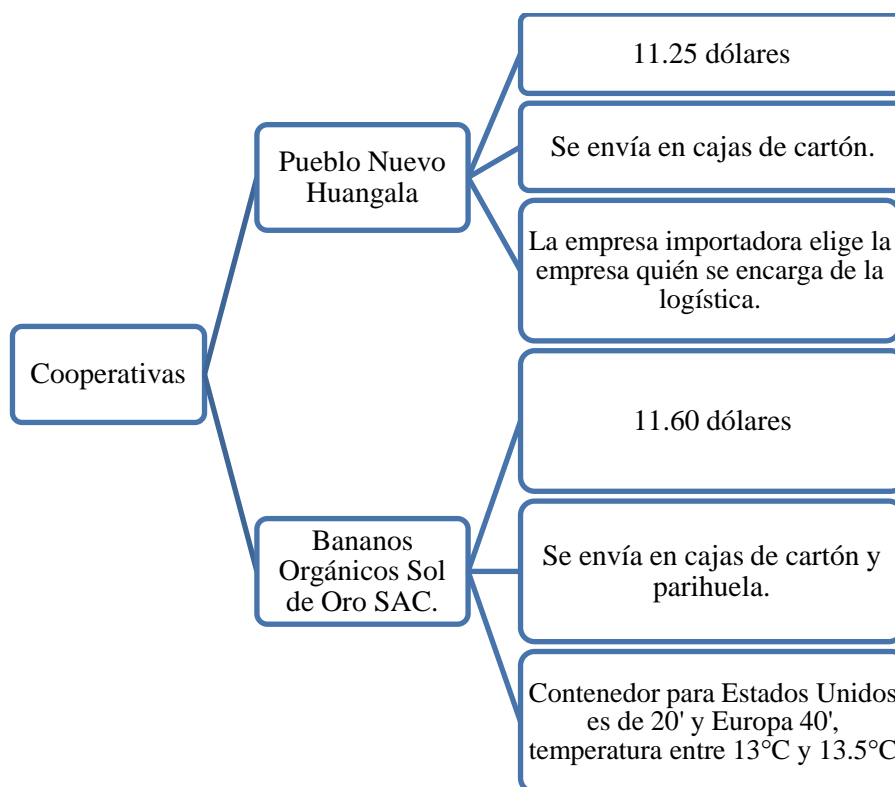 Cooperativas
Pueblo Nuevo
Huangala
11.25 dólares
Se envía en cajas de cartón.
La empresa importadora elige la
empresa quién se encarga de la
logística.
Bananos
Orgánicos Sol
de Oro SAC.
11.60 dólares
Se envía en cajas de cartón y
parihuela.
Contenedor para Estados Unidos
es de 20' y Europa 40',
temperatura entre 13°C y 13.5°C